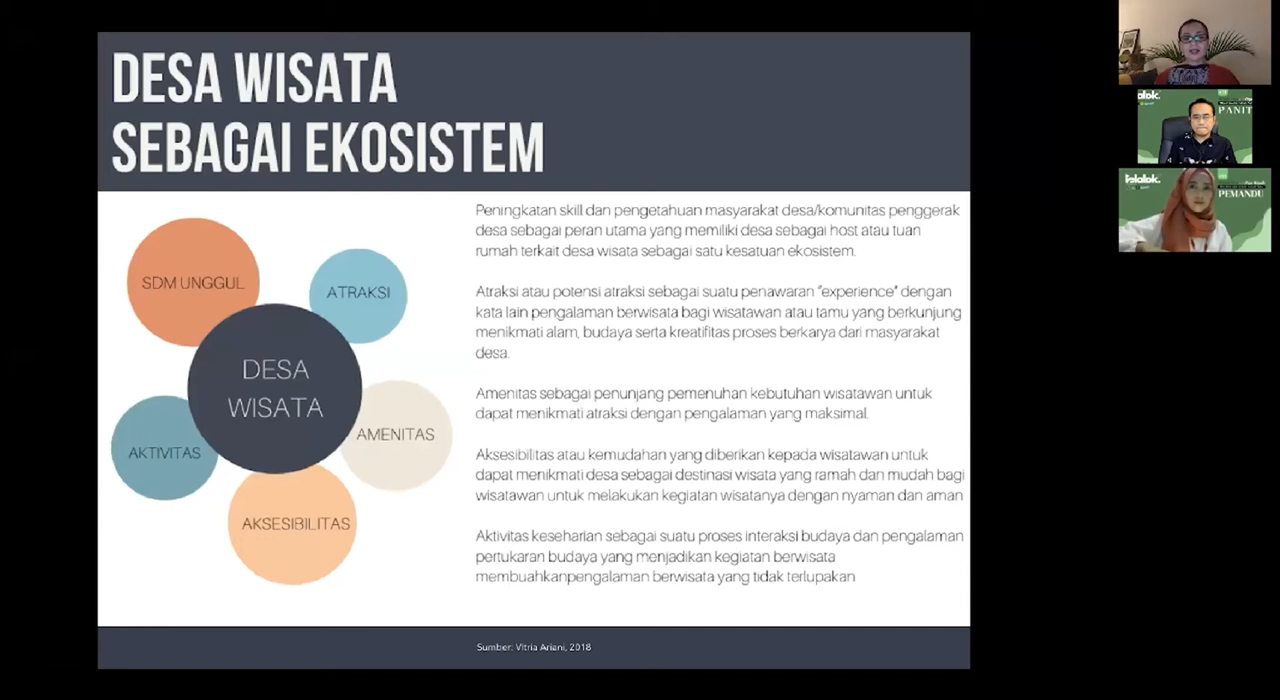 DESA WISATA
SEBAGAI EKOSISTEM
SDM UNGGUL
ATRAKSI
DESA
WISATA
AMENITAS
AKTIVITAS
AKSESIBILITAS
Peningkatan skill dan pengetahuan masyarakat desa/komunitas penggerak
desa sebagai peran utama yang memiliki desa sebagai host atau tuan
rumah terkait desa wisata sebagai satu kesatuan ekosistem.
Atraksi atau potensi atraksi sebagai suatu penawaran "experience" dengan
kata lain pengalaman berwisata bagi wisatawan atau tamu yang berkunjung
menikmati alam, budaya serta kreatifitas proses berkarya dari masyarakat
desa.
Amenitas sebagai penunjang pemenuhan kebutuhan wisatawan untuk
dapat menikmati atraksi dengan pengalaman yang maksimal.
Aksesibilitas atau kemudahan yang diberikan kepada wisatawan untuk
dapat menikmati desa sebagai destinasi wisata yang ramah dan mudah bagi
wisatawan untuk melakukan kegiatan wisatanya dengan nyaman dan aman
Aktivitas keseharian sebagai suatu proses interaksi budaya dan pengalaman
pertukaran budaya yang menjadikan kegiatan berwisata
membuahkanpengalaman berwisata yang tidak terlupakan
Sumber: Vitria Ariani, 2018
PANIT
PEMANDU